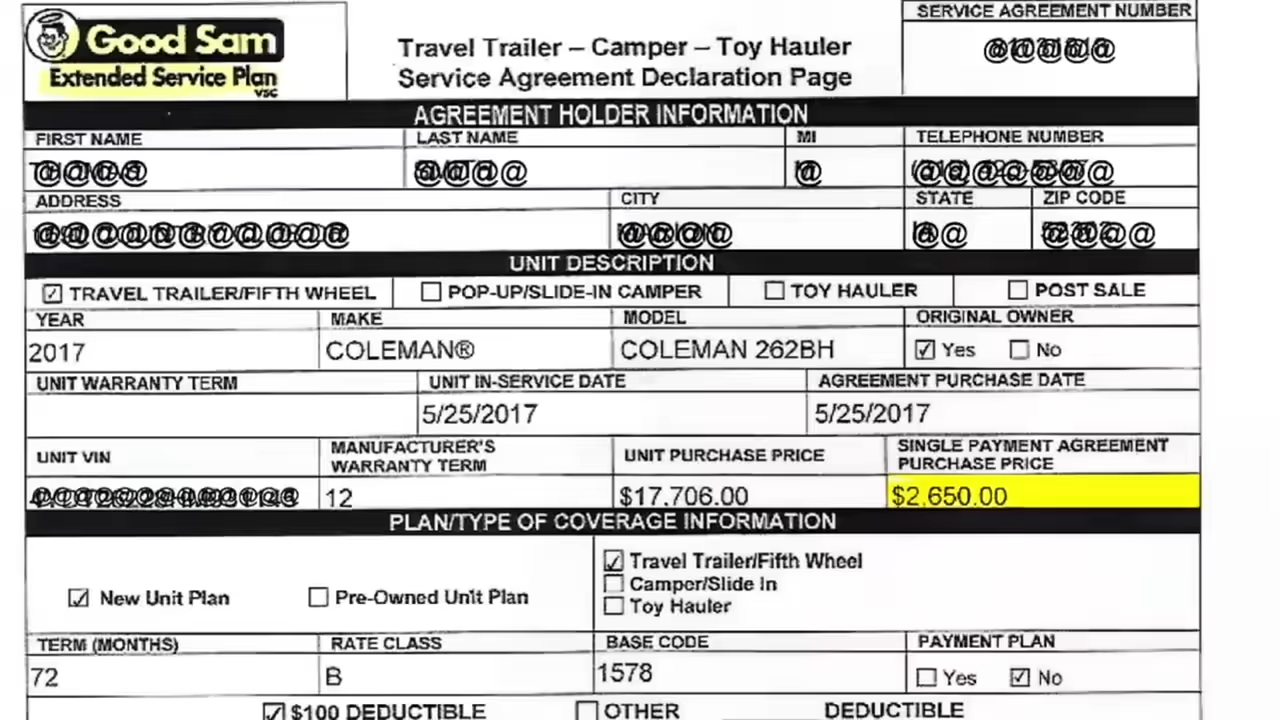 Good Sam
Extended Service Plan
VSC
Travel Trailer – Camper – Toy Hauler
Service Agreement Declaration Page
SERVICE AGREEMENT NUMBER
AGREEMENT HOLDER INFORMATION
FIRST NAME LAST NAME MI TELEPHONE NUMBER
ADDRESS CITY STATE ZIP CODE
UNIT DESCRIPTION
TRAVEL TRAILER/FIFTH WHEEL POP-UP/SLIDE-IN CAMPER TOY HAULER POST SALE
YEAR MAKE MODEL ORIGINAL OWNER
2017 COLEMAN® COLEMAN 262BH Yes No
UNIT WARRANTY TERM UNIT IN-SERVICE DATE AGREEMENT PURCHASE DATE
5/25/2017 5/25/2017
UNIT VIN MANUFACTURER'S WARRANTY TERM UNIT PURCHASE PRICE SINGLE PAYMENT AGREEMENT PURCHASE PRICE
12 $17,706.00 $2,650.00
PLAN/TYPE OF COVERAGE INFORMATION
New Unit Plan Pre-Owned Unit Plan
Travel Trailer/Fifth Wheel
Camper/Slide In
Toy Hauler
TERM (MONTHS) RATE CLASS BASE CODE PAYMENT PLAN
72 B 1578 Yes No
$100 DEDUCTIBLE OTHER DEDUCTIBLE